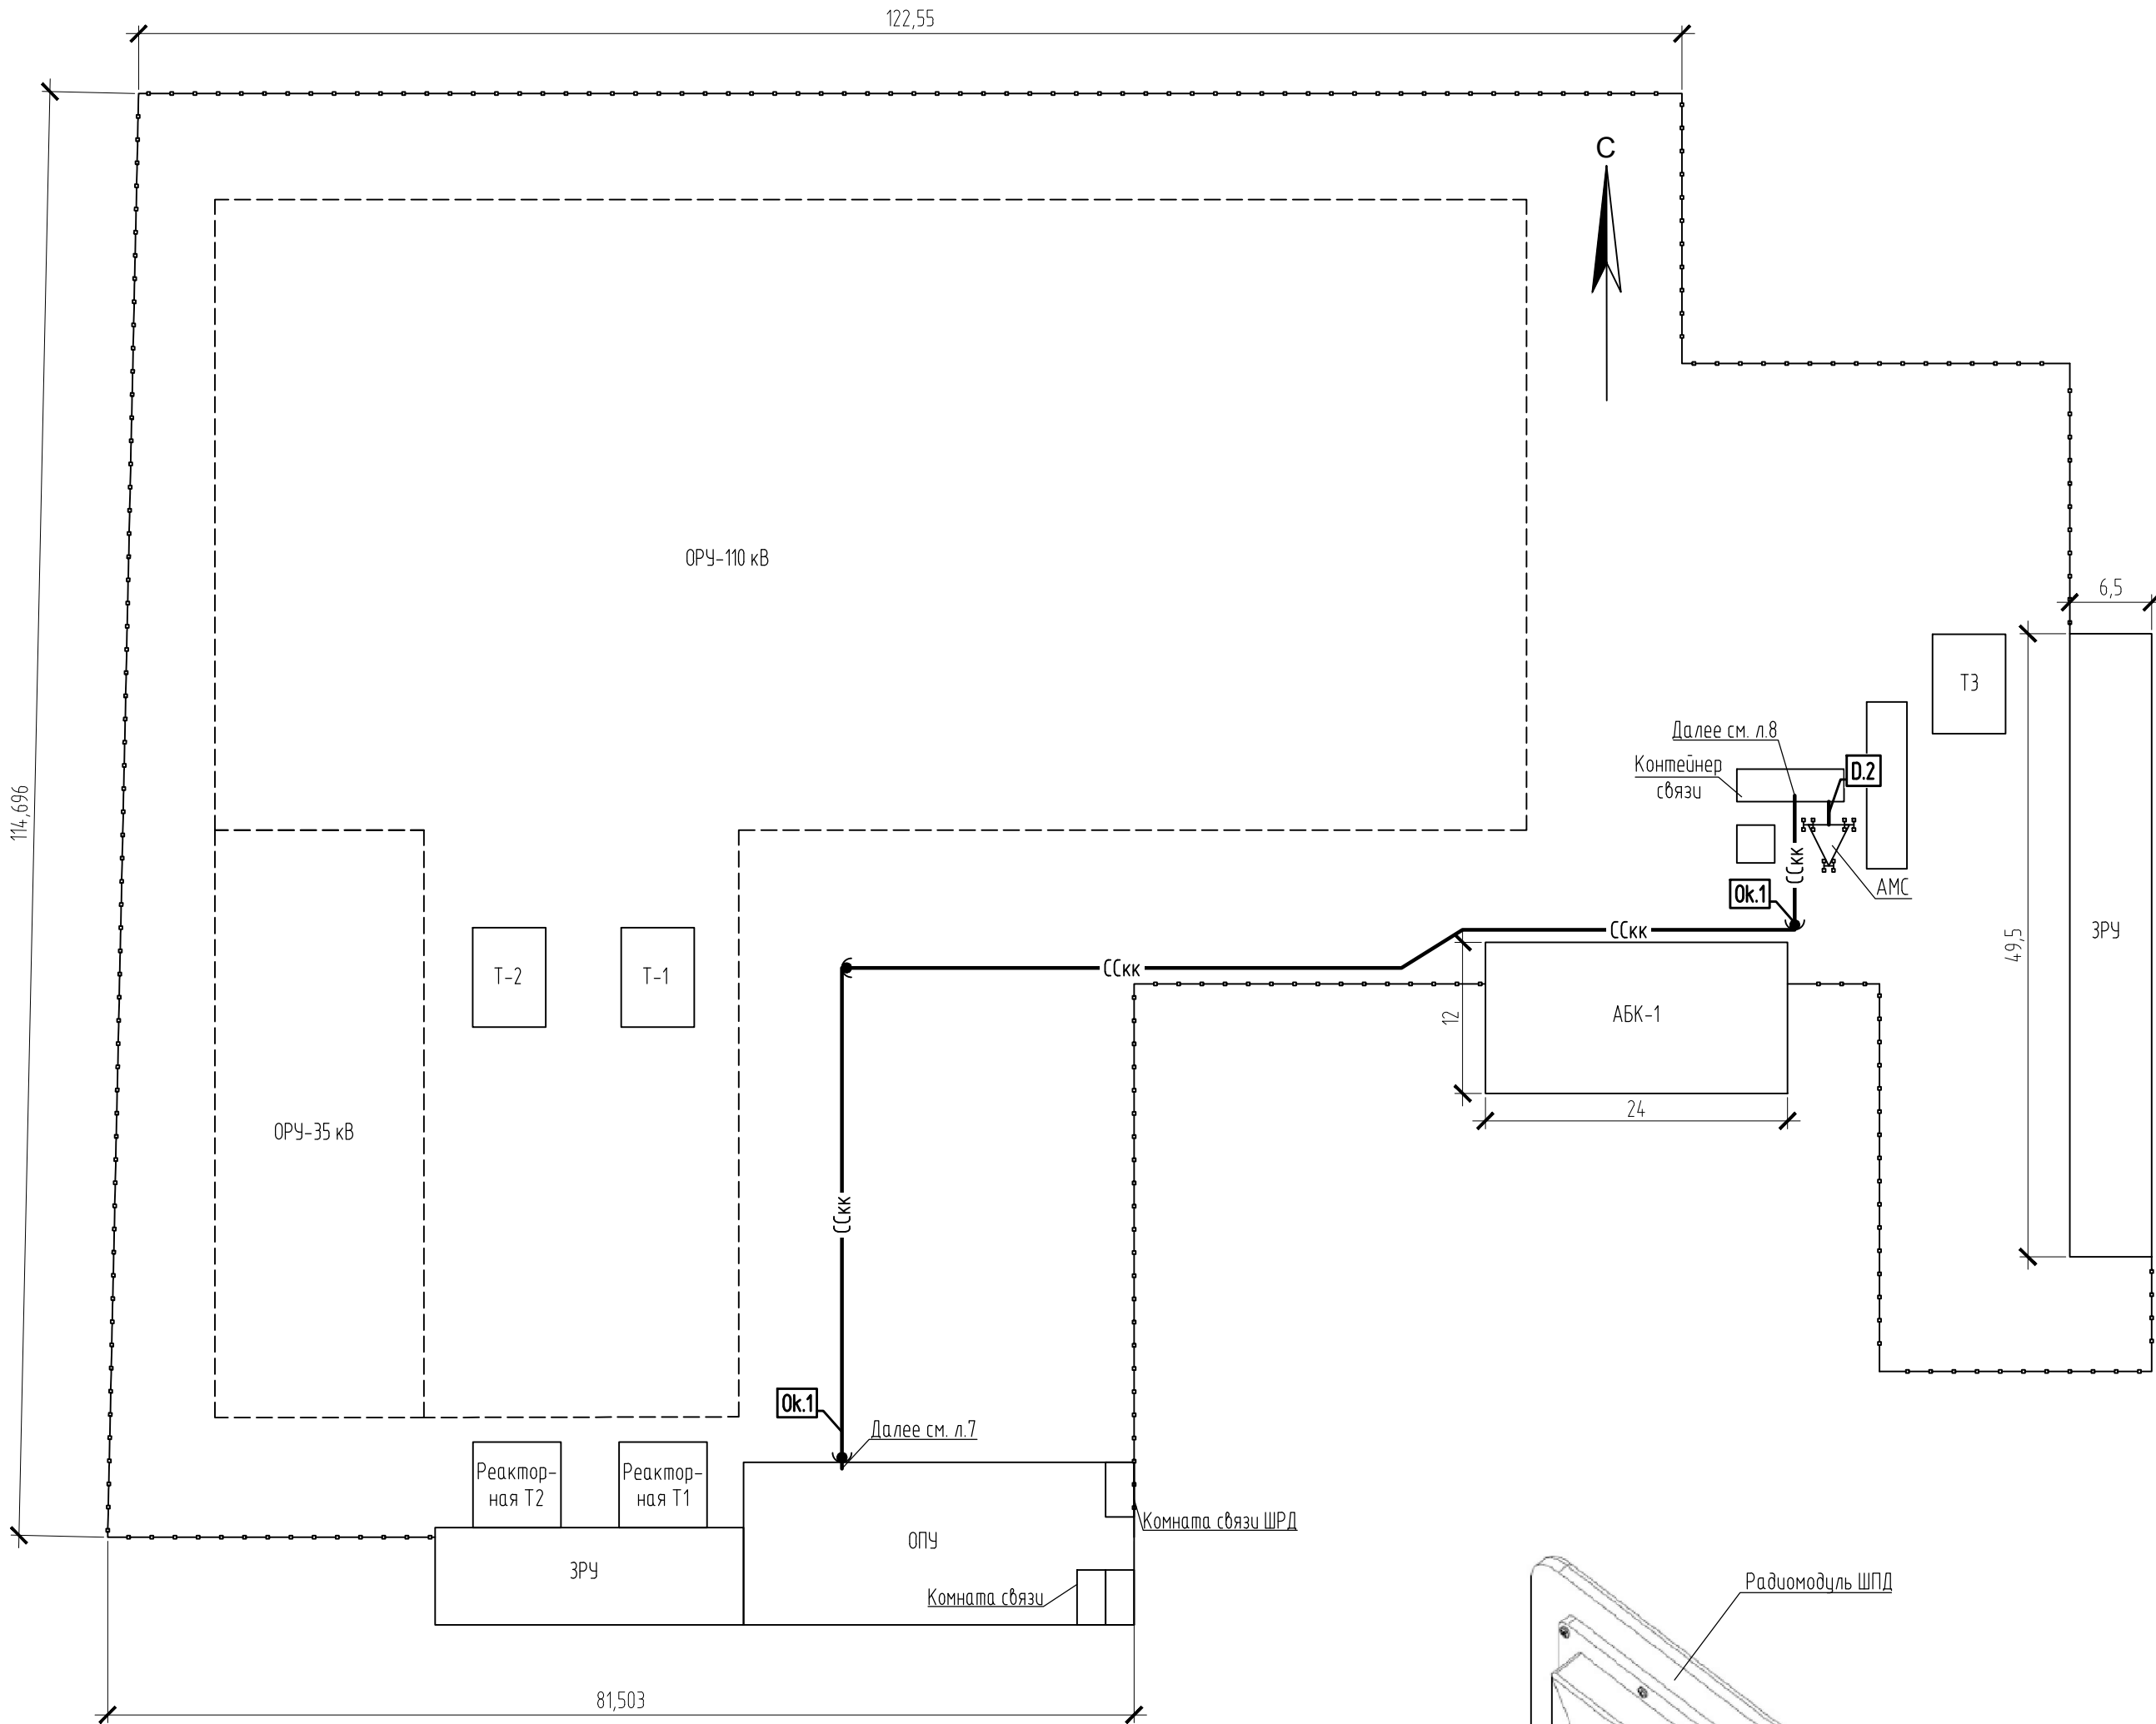 122,55
С
ОРУ-110 кВ
6,5
Т3
Далее см. л.8
Контейнер
связи
D.2
114,696
ССкк
АМС
Ок.1
ССкк
ЗРУ
49,5
Т-2
Т-1
ССкк
12
АБК-1
24
ОРУ-35 кВ
ССкк
Ок.1
Далее см. л.7
Реактор-
ная Т2
Реактор-
ная Т1
Комната связи ШРД
ОПУ
ЗРУ
Комната связи
Радиомодуль ШПД
81,503